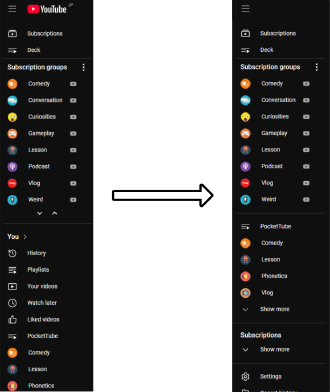 YouTube
Subscriptions
Deck
Subscription groups
Comedy
Conversation
Curiosities
Gameplay
Lesson
Podcast
Vlog
Weird
You
History
Playlists
Your videos
Watch later
Liked videos
PocketTube
Comedy
Lesson
Phonetics
Subscriptions
Deck
Subscription groups
Comedy
Conversation
Curiosities
Gameplay
Lesson
Podcast
Vlog
Weird
PocketTube
Comedy
Lesson
Phonetics
Vlog
Show more
Subscriptions
Show more
Settings